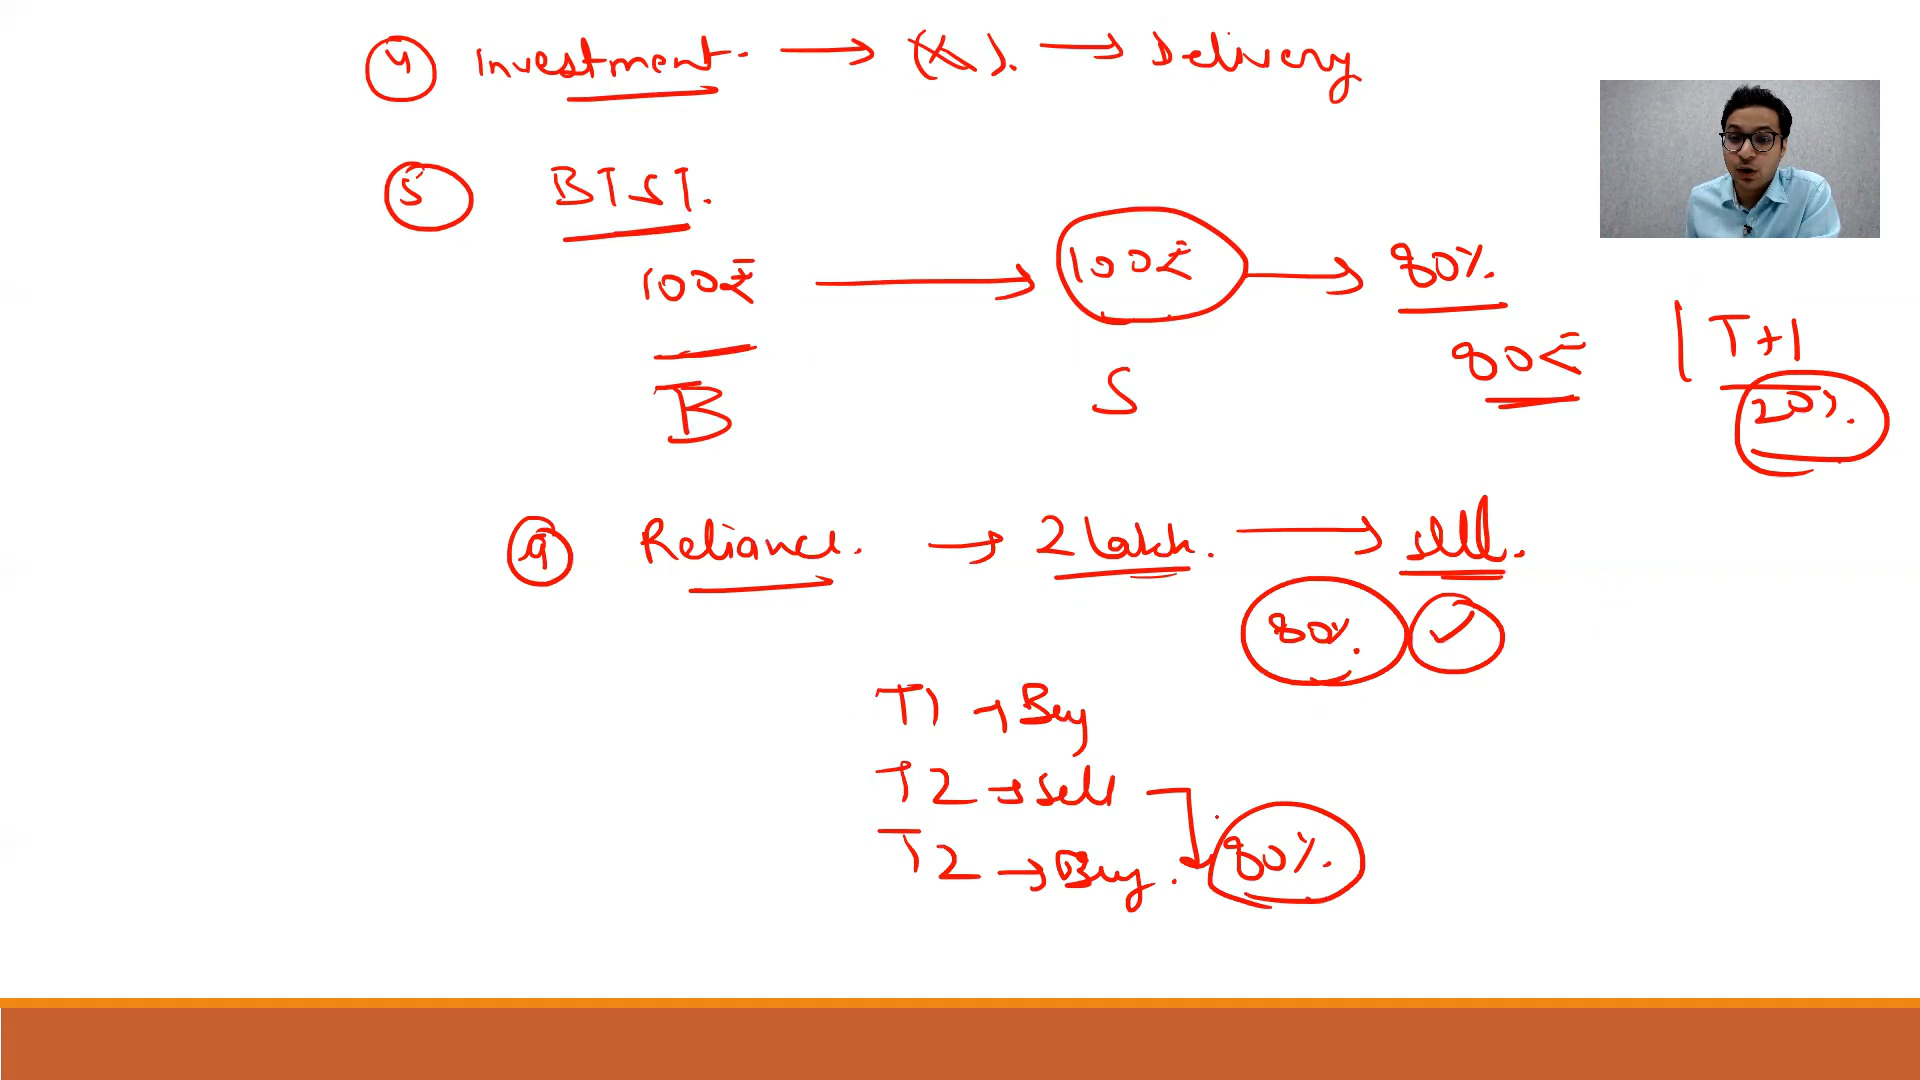 4 Investment. → (X). → Delivery
5 BTST.
100₹ → 100₹ → 80%.
80₹ | T+1
B S 20%.
a Reliance. → 2 Lakh. → sell.
80%. ✓
T1 → Buy
T2 → Sell
T2 → Buy. 80%.